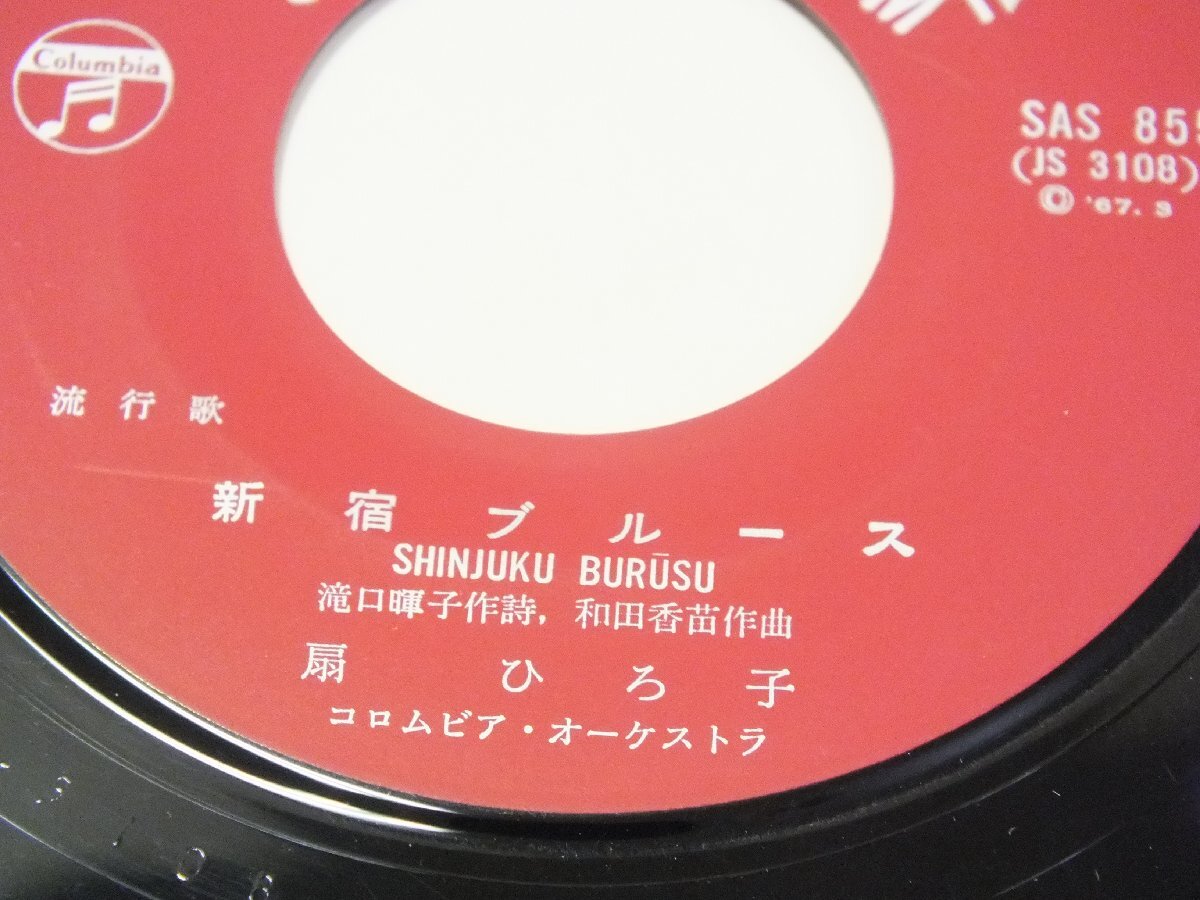 Columbia
SAS 85
(JS 3108)
© '67. 3
流行歌
新宿ブルース
SHINJUKU BURŪSU
滝口暉子作詩, 和田香苗作曲
扇 ひろ子
コロムビア・オーケストラ